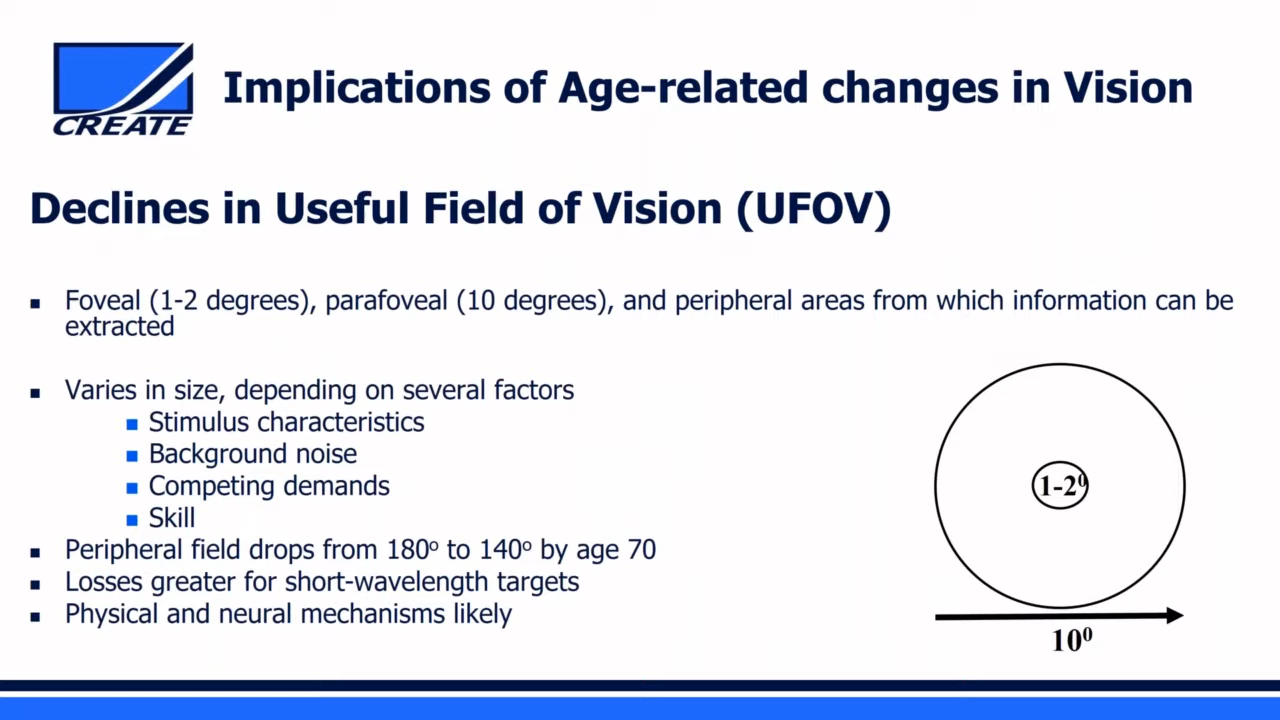 CREATE
Implications of Age-related changes in Vision
Declines in Useful Field of Vision (UFOV)
▪ Foveal (1-2 degrees), parafoveal (10 degrees), and peripheral areas from which information can be
extracted
▪ Varies in size, depending on several factors
▪ Stimulus characteristics
▪ Background noise
▪ Competing demands
▪ Skill
▪ Peripheral field drops from 180º to 140º by age 70
▪ Losses greater for short-wavelength targets
▪ Physical and neural mechanisms likely
1-2⁰
10⁰